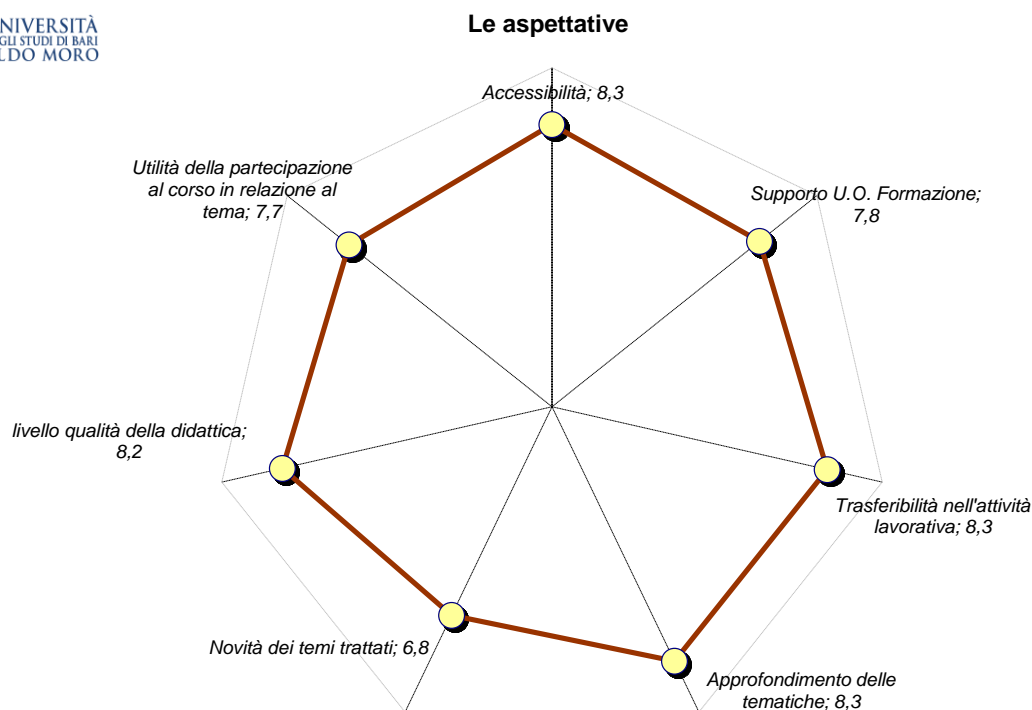 NIVERSITÀ
GLI STUDI DI BARI
LDO MORO
Le aspettative
Accessibilità; 8,3
Utilità della partecipazione
al corso in relazione al
tema; 7,7
Supporto U.O. Formazione;
7,8
livello qualità della didattica;
8,2
Trasferibilità nell'attività
lavorativa; 8,3
Novità dei temi trattati; 6,8
Approfondimento delle
tematiche; 8,3